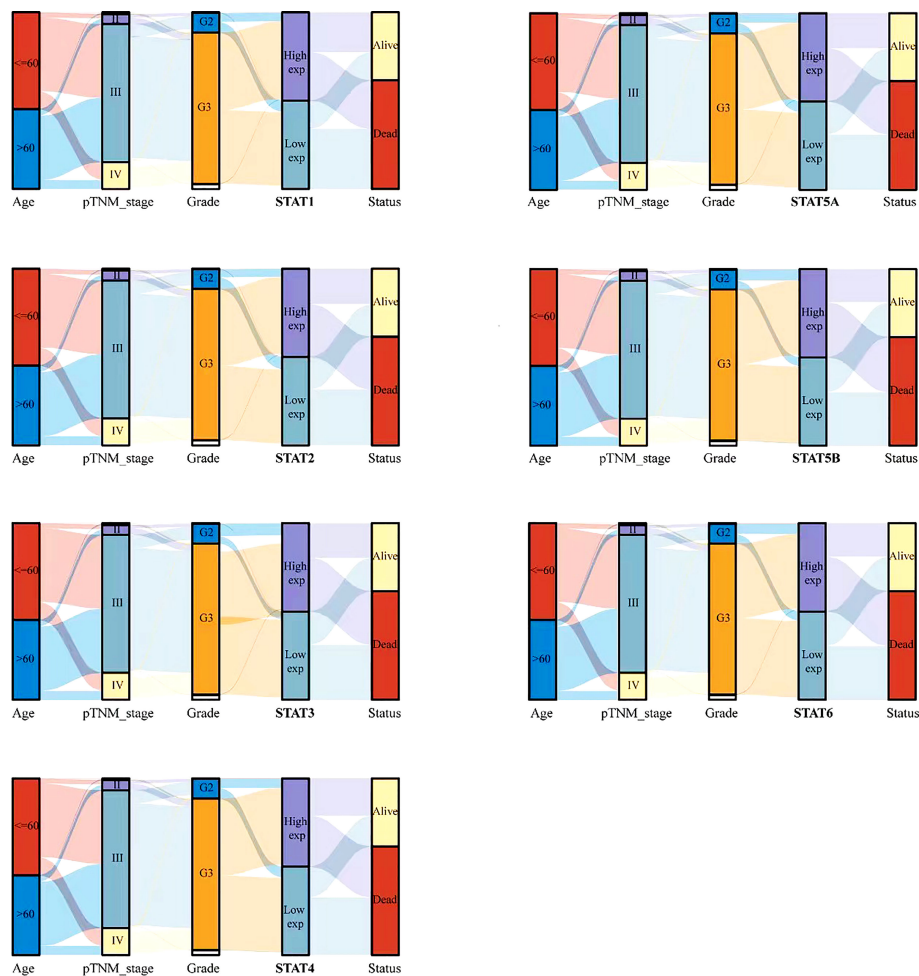 <=60
>60
II
III
IV
G2
G3
High
exp
Low
exp
Alive
Dead
Age pTNM_stage Grade STAT1 Status
<=60
>60
II
III
IV
G2
G3
High
exp
Low
exp
Alive
Dead
Age pTNM_stage Grade STAT5A Status
<=60
>60
II
III
IV
G2
G3
High
exp
Low
exp
Alive
Dead
Age pTNM_stage Grade STAT2 Status
<=60
>60
II
III
IV
G2
G3
High
exp
Low
exp
Alive
Dead
Age pTNM_stage Grade STAT5B Status
<=60
>60
II
III
IV
G2
G3
High
exp
Low
exp
Alive
Dead
Age pTNM_stage Grade STAT3 Status
<=60
>60
II
III
IV
G2
G3
High
exp
Low
exp
Alive
Dead
Age pTNM_stage Grade STAT6 Status
<=60
>60
II
III
IV
G2
G3
High
exp
Low
exp
Alive
Dead
Age pTNM_stage Grade STAT4 Status